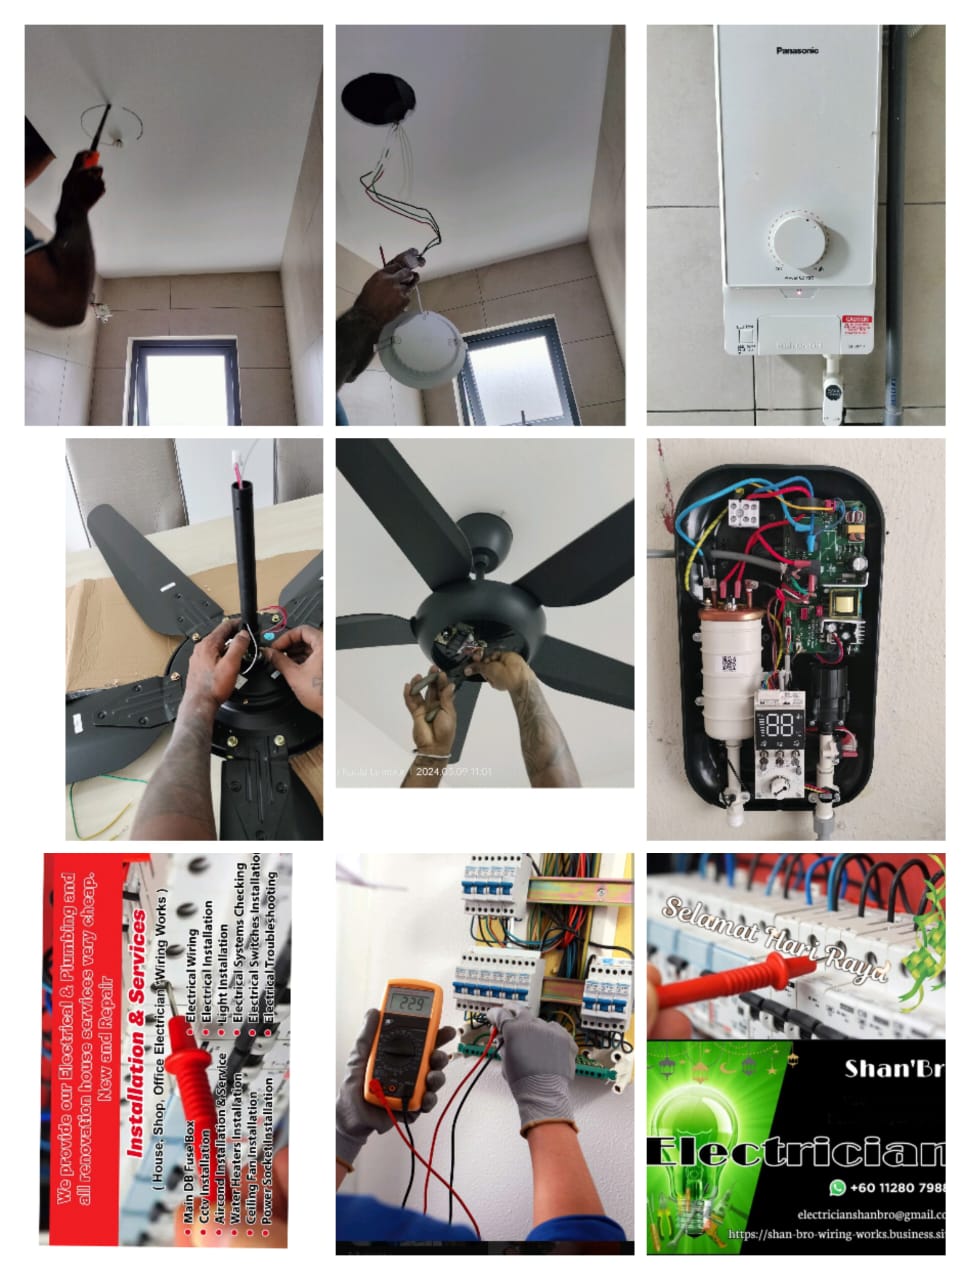 Panasonic
CAUTION!
2024.05.09 11:01
88
We provide our Electrical & Plumbing and
all renovation house services very cheap.
New and Repair
Installation & Services
( House, Shop, Office Electrician Wiring Works )
Main DB Fuse Box
Cctv Installation
Aircond Installation & Service
Water Heaters Installation
Ceiling Fan Installation
Power Socket Installation
Electrical Wiring
Electrical Installation
Light Installation
Electrical Systems Checking
Electrical Switches Installatio
Electrical Troubleshooting
229
Selamat Hari Raya
Shan'Br
Electrician
+60 11280 798
electricianshanbro@gmail.co
https://shan-bro-wiring-works.business.si